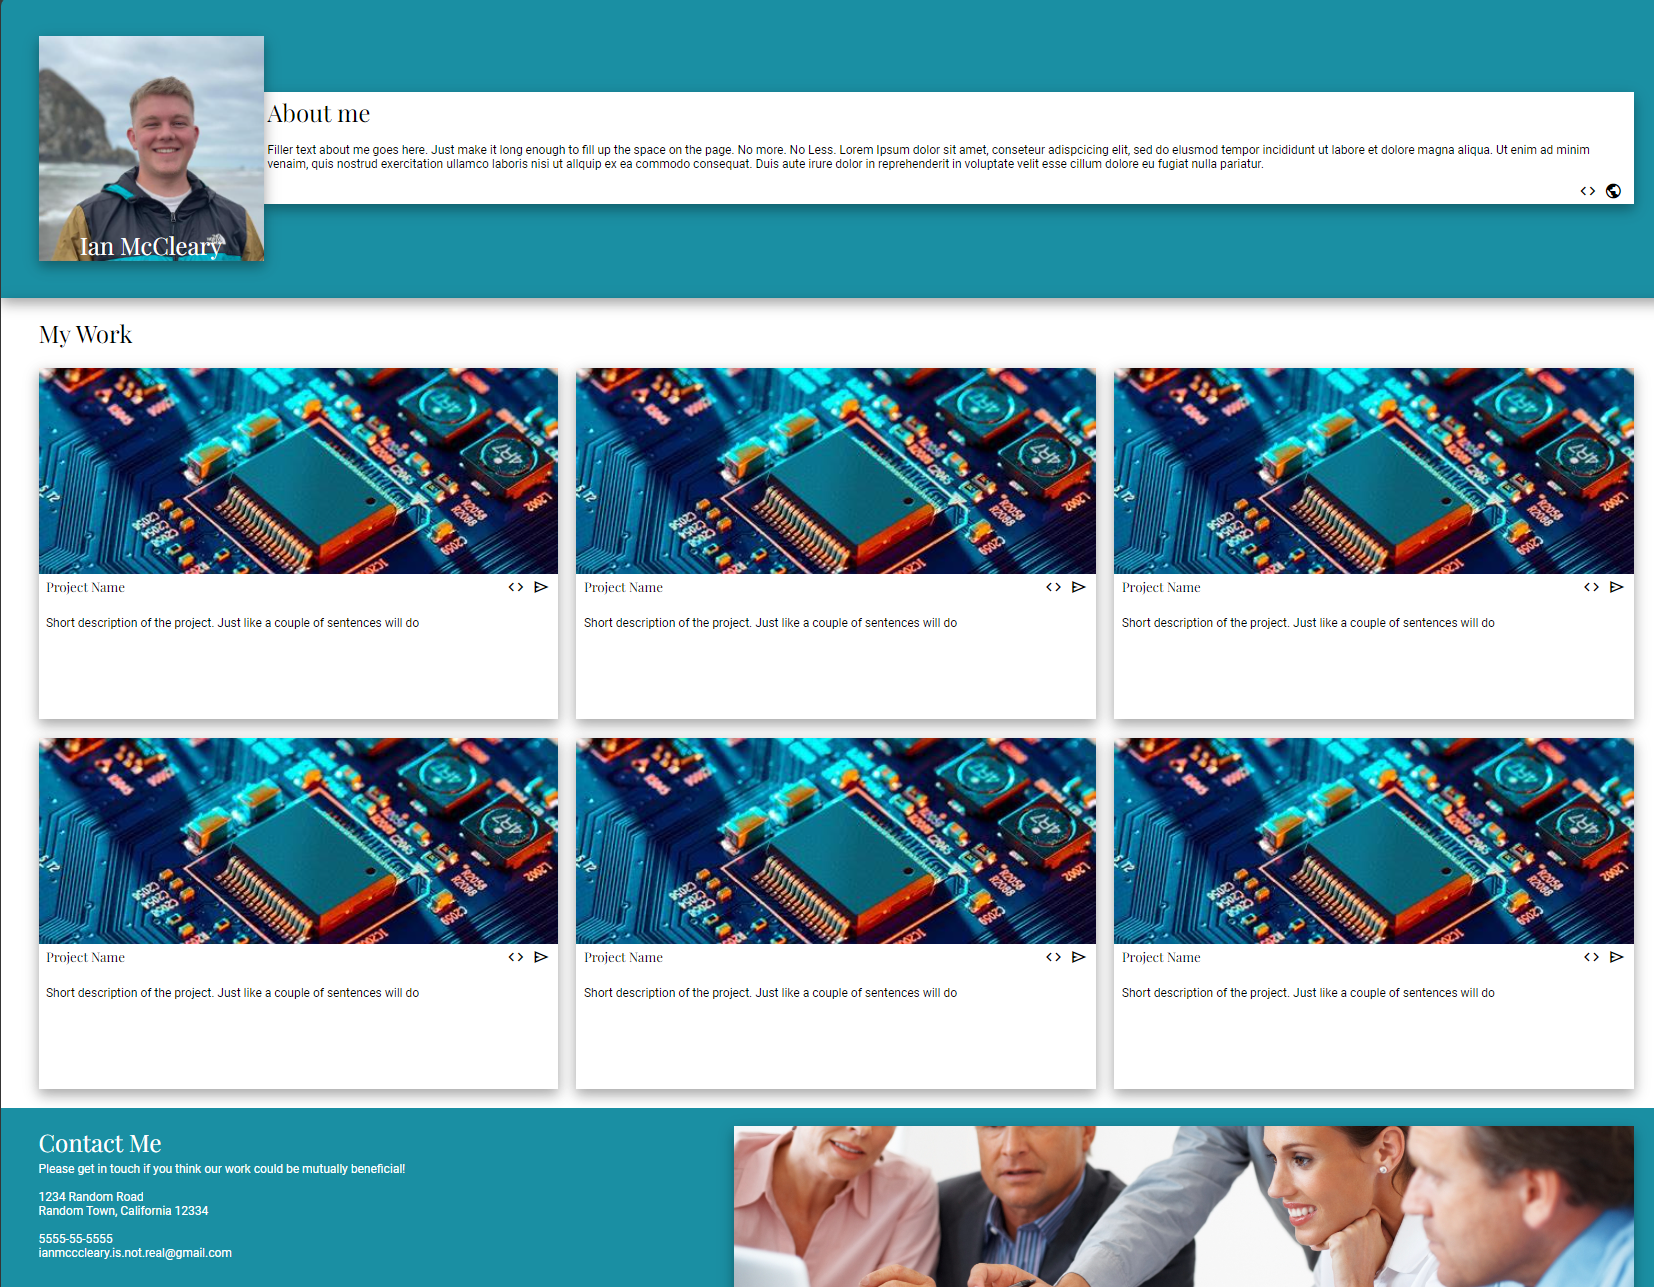 Ian McCleary
About me
Filler text about me goes here. Just make it long enough to fill up the space on the page. No more. No Less. Lorem Ipsum dolor sit amet, conseteur adispcicing elit, sed do elusmod tempor incididunt ut labore et dolore magna aliqua. Ut enim ad minim
venaim, quis nostrud exercitation ullamco laboris nisi ut allquip ex ea commodo consequat. Duis aute irure dolor in reprehenderit in voluptate velit esse cillum dolore eu fugiat nulla pariatur.
My Work
4R7
4R7
4R7
Project Name
Project Name
Project Name
Short description of the project. Just like a couple of sentences will do
Short description of the project. Just like a couple of sentences will do
Short description of the project. Just like a couple of sentences will do
4R7
4R7
4R7
Project Name
Project Name
Project Name
Short description of the project. Just like a couple of sentences will do
Short description of the project. Just like a couple of sentences will do
Short description of the project. Just like a couple of sentences will do
Contact Me
Please get in touch if you think our work could be mutually beneficial!
1234 Random Road
Random Town, California 12334
5555-55-5555
ianmcccleary.is.not.real@gmail.com